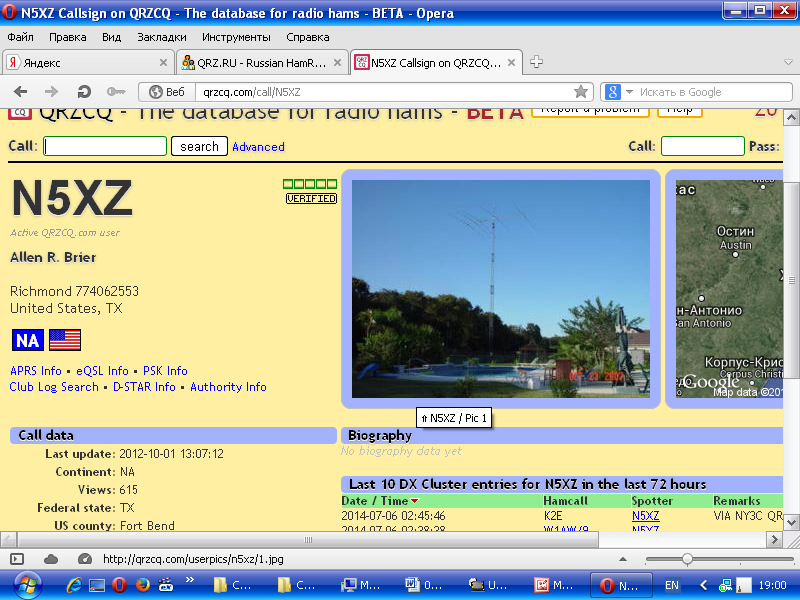 N5XZ Callsign on QRZCQ - The database for radio hams - BETA - Opera
Файл Правка Вид Закладки Инструменты Справка
Яндекс
QRZ.RU - Russian HamR...
N5XZ Callsign on QRZCQ...
Веб
qrzcq.com/call/N5XZ
Искать в Google
CQ QRZCQ - The database for radio hams - BETA
Report a problem
Help
20
Call:
search
Advanced
Call:
Pass:
N5XZ
VERIFIED
Active QRZCQ.com user
Allen R. Brier
Richmond 774062553
United States, TX
NA
APRS Info • eQSL Info • PSK Info
Club Log Search • D-STAR Info • Authority Info
Остин
Austin
н-Антонио
San Antonio
Корпус-Крис
Corpus Christi
Google
Map data ©201
N5XZ / Pic 1
Call data
Last update: 2012-10-01 13:07:12
Continent: NA
Views: 615
Federal state: TX
US county: Fort Bend
Biography
No biography data yet
Last 10 DX Cluster entries for N5XZ in the last 72 hours
Date / Time Hamcall Spotter Remarks
2014-07-06 02:45:46 K2E N5XZ VIA NY3C QR
2014-07-06 02:38:38 W1AW/9 N5XZ
http://qrzcq.com/userpics/n5xz/1.jpg
C...
C...
M...
0...
U...
M...
N...
EN
19:00